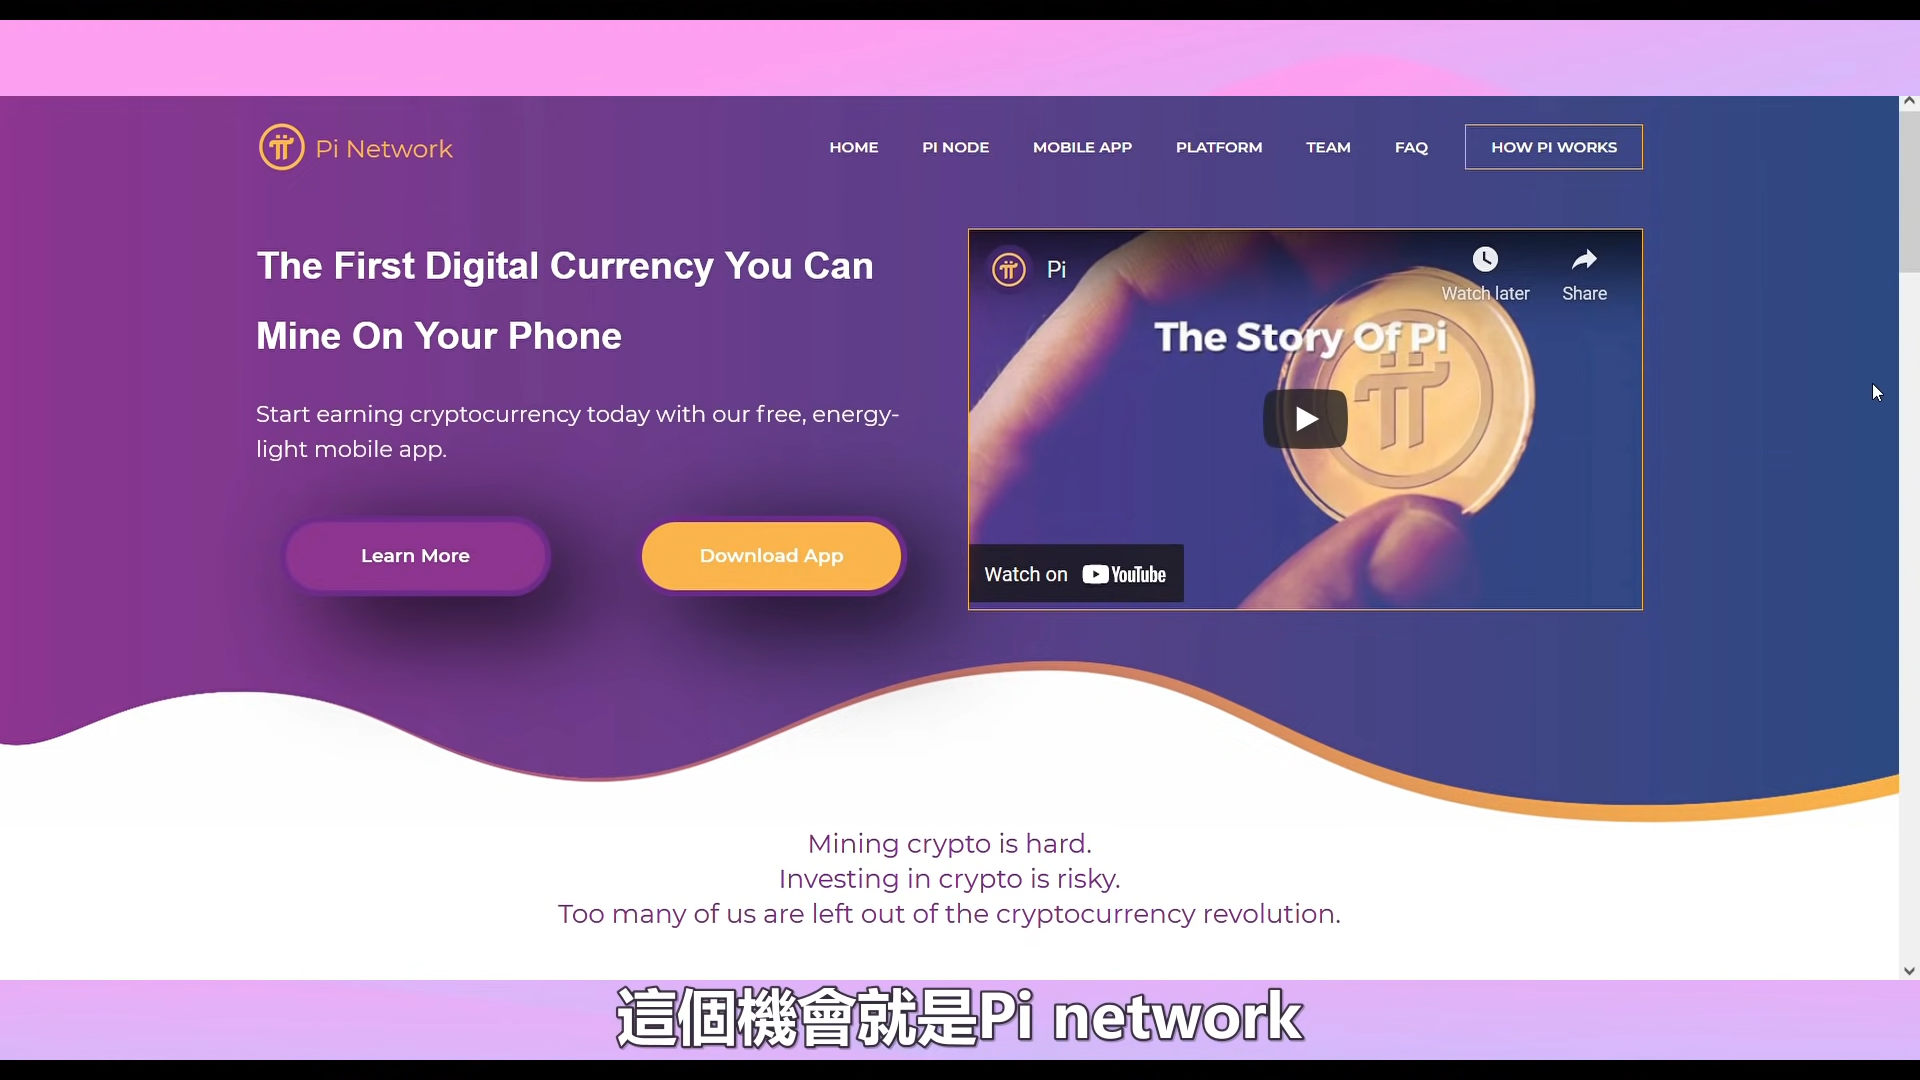 Pi Network
HOME
PI NODE
MOBILE APP
PLATFORM
TEAM
FAQ
HOW PI WORKS
The First Digital Currency You Can
Mine On Your Phone
Start earning cryptocurrency today with our free, energy-
light mobile app.
Learn More
Download App
Pi
Watch later
Share
The Story Of Pi
Watch on YouTube
Mining crypto is hard.
Investing in crypto is risky.
Too many of us are left out of the cryptocurrency revolution.
這個機會就是Pi network